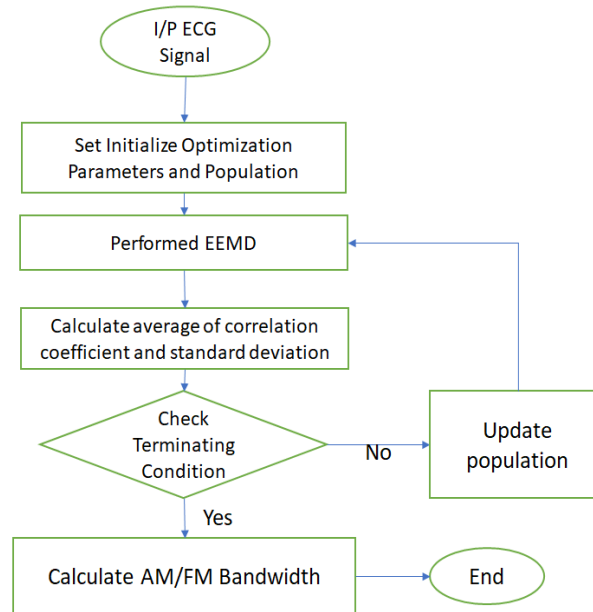 I/P ECG
Signal
Set Initialize Optimization
Parameters and Population
Performed EEMD
Calculate average of correlation
coefficient and standard deviation
Check
Terminating
Condition
No
Update
population
Yes
Calculate AM/FM Bandwidth
End